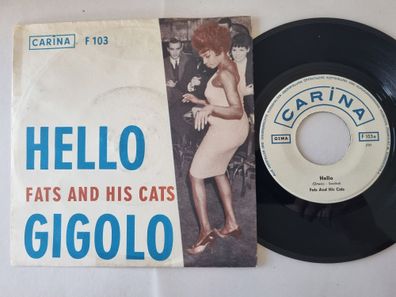 CARINA F 103
HELLO
FATS AND HIS CATS
GIGOLO
CARINA
GEMA
F 103a
Hello
Fats And His Cats